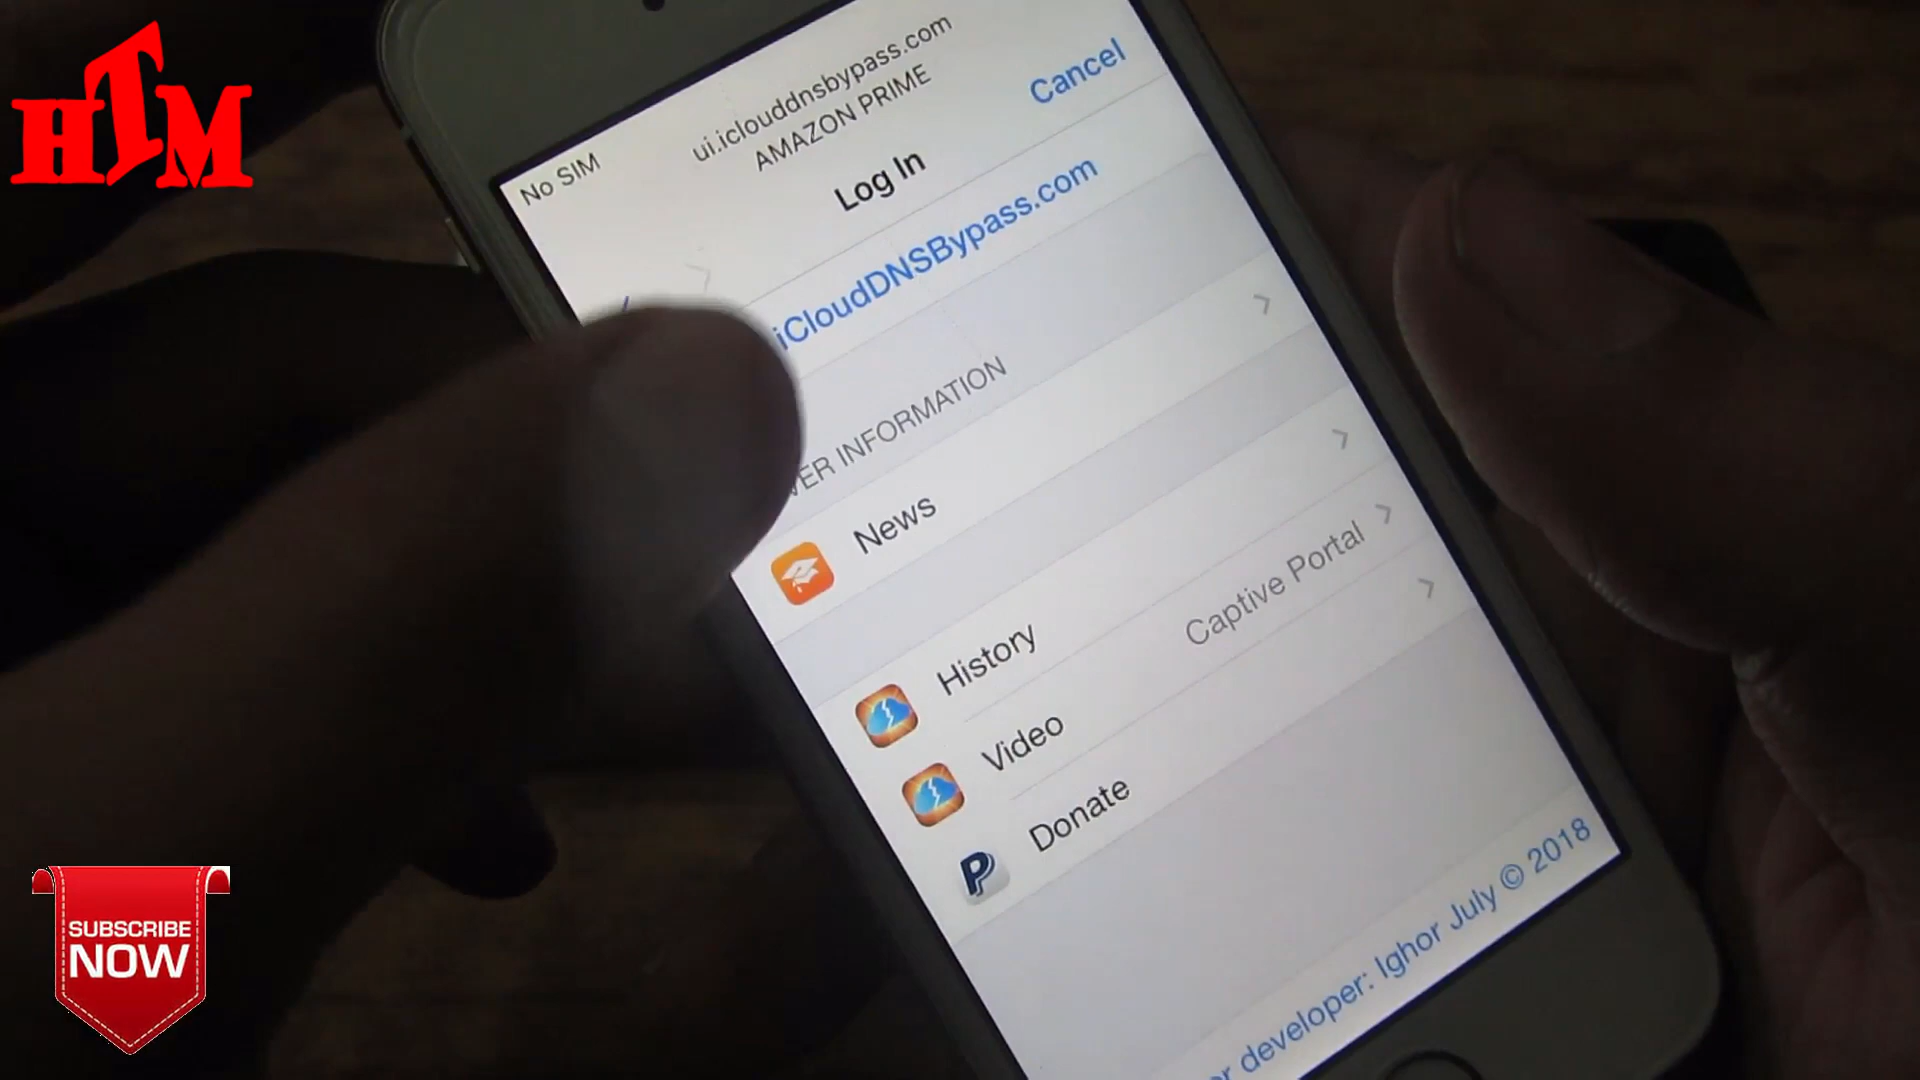 HTM
No SIM
ui.iclouddnsbypass.com
AMAZON PRIME
Log In
Cancel
iCloudDNSBypass.com
INFORMATION
News
History
Video Captive Portal
Donate
developer: Ighor July © 2018
SUBSCRIBE
NOW